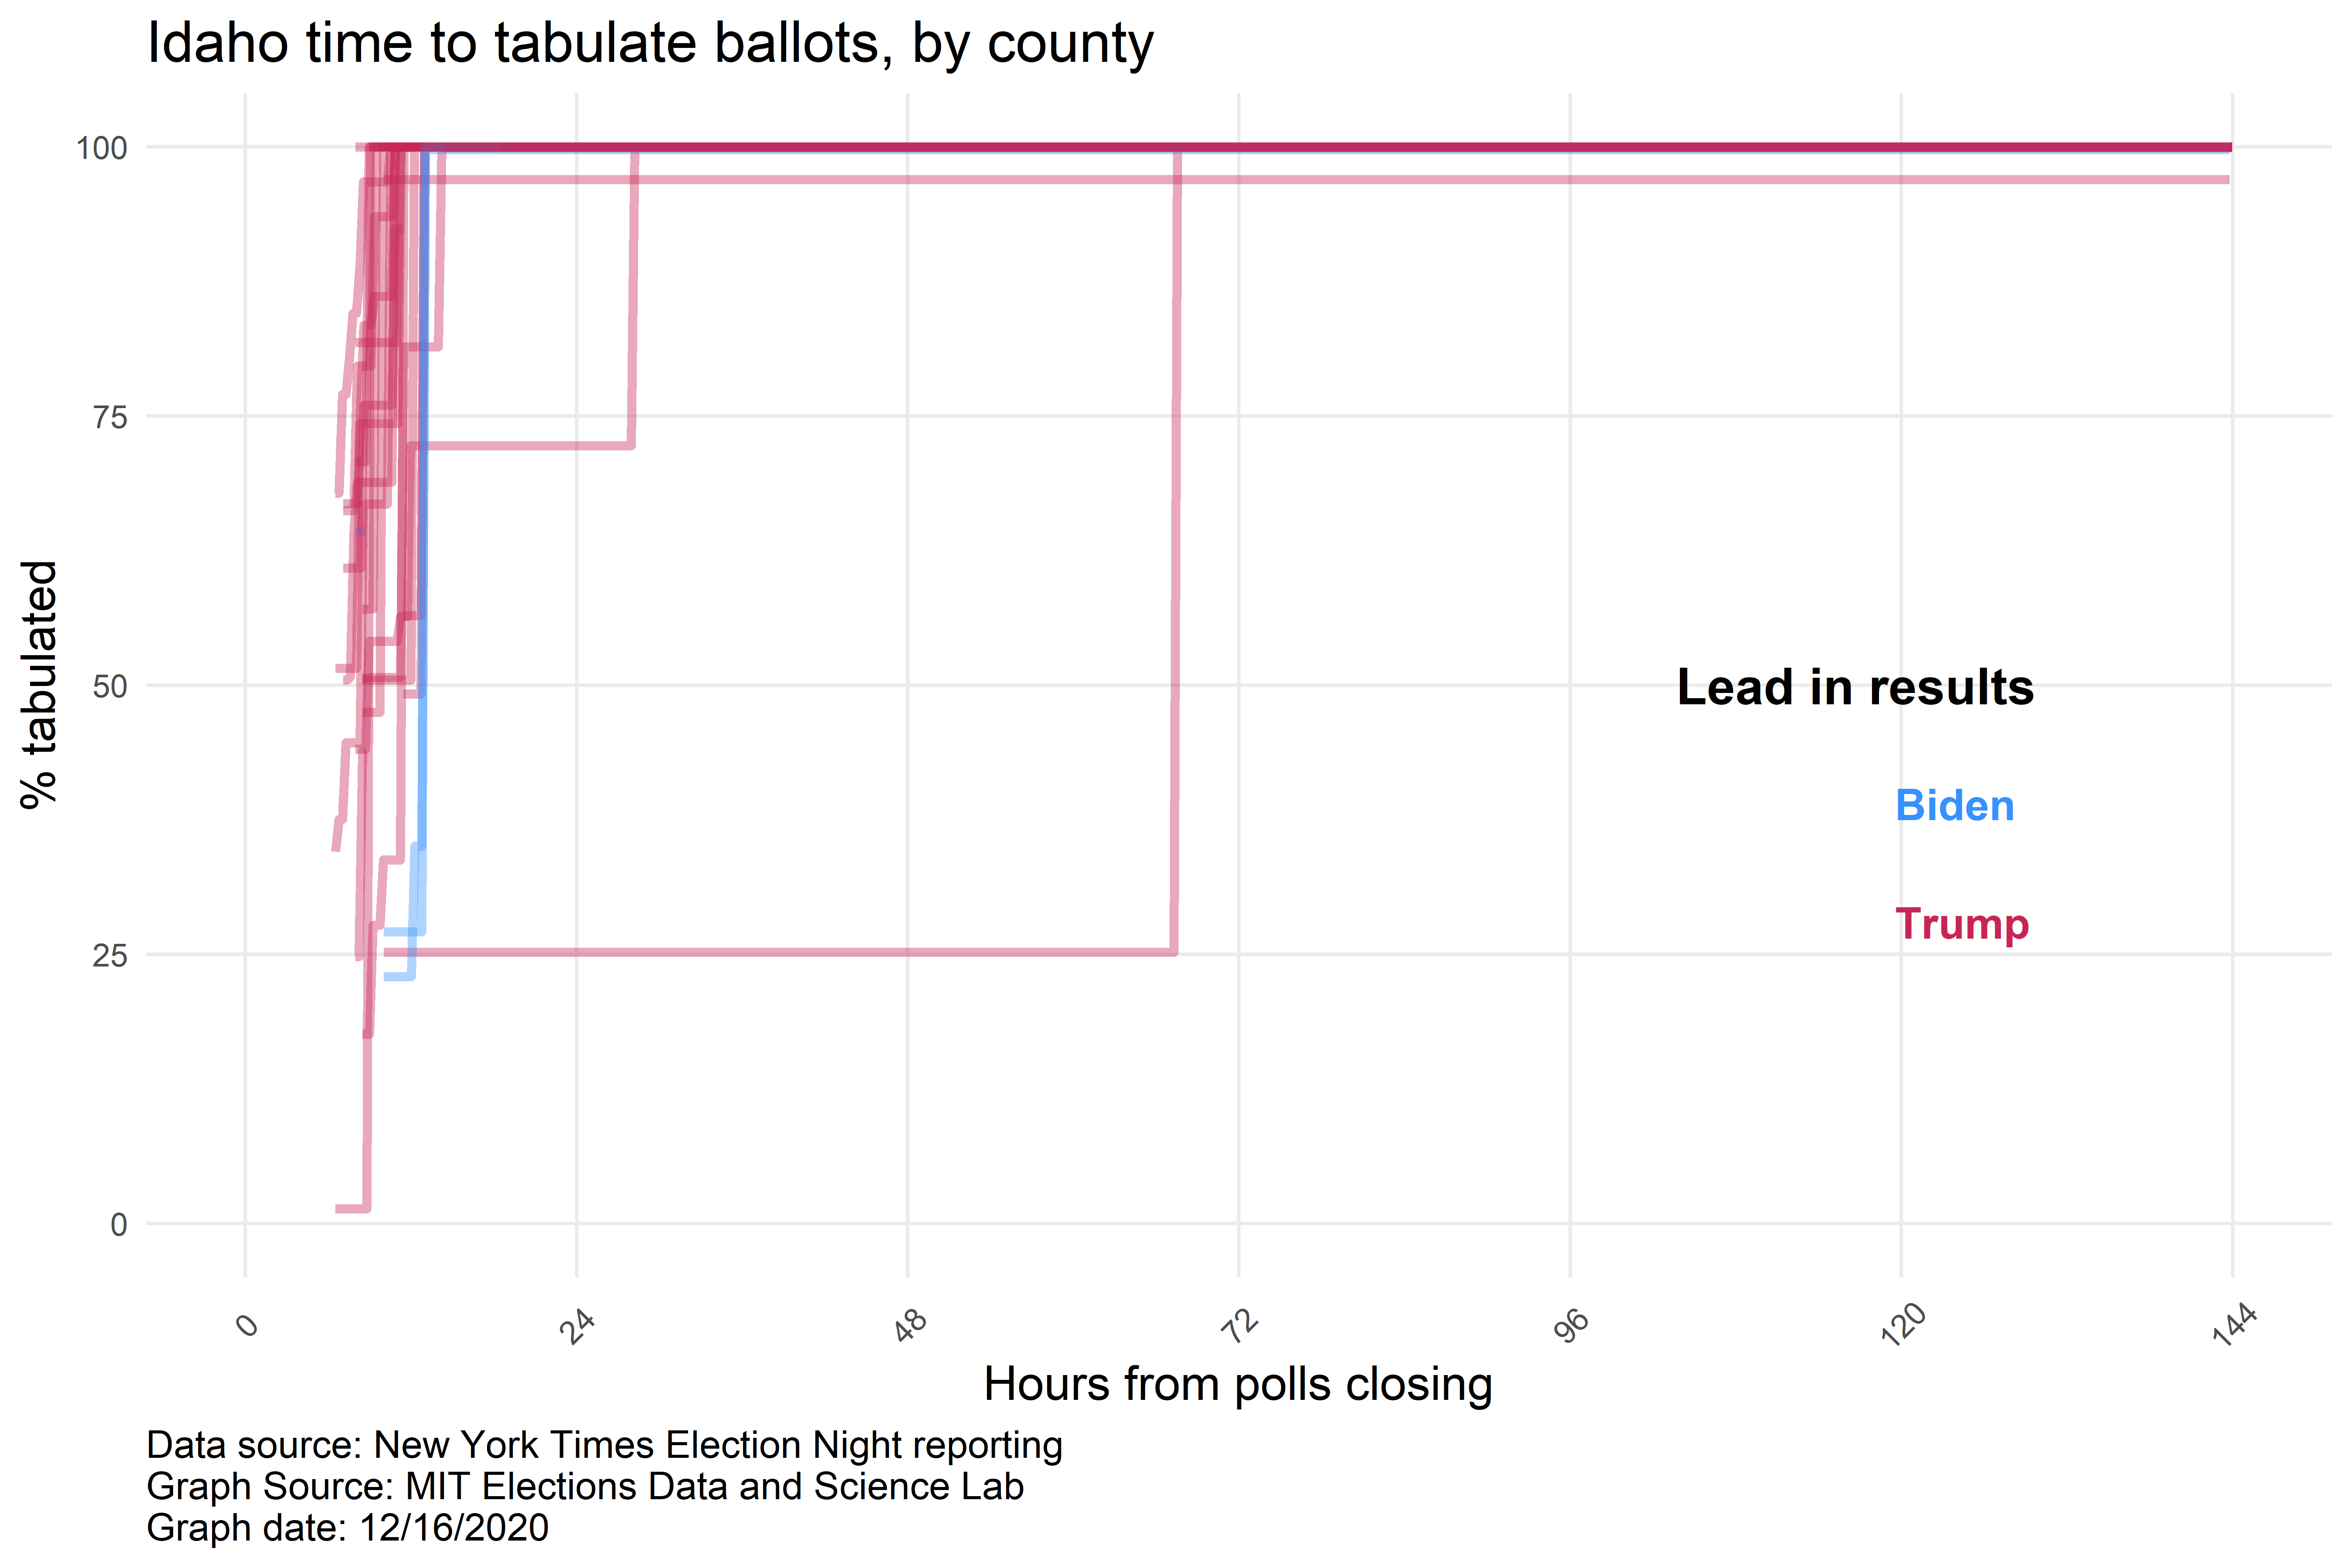 Idaho time to tabulate ballots, by county
100
75
50
25
0
% tabulated
Lead in results
Biden
Trump
0 24 48 72 96 120 144
Hours from polls closing
Data source: New York Times Election Night reporting
Graph Source: MIT Elections Data and Science Lab
Graph date: 12/16/2020